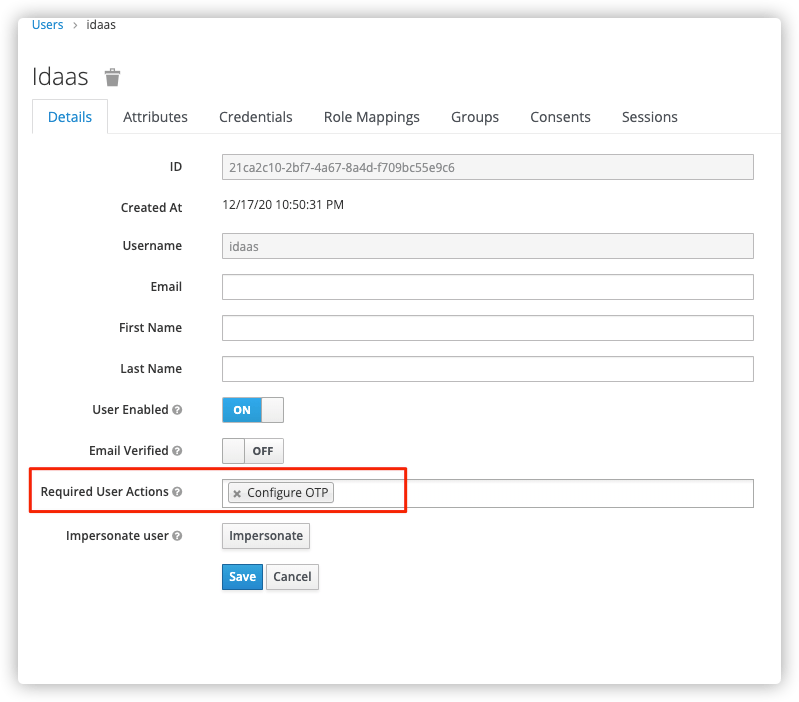 Users > idaas
Idaas
Details Attributes Credentials Role Mappings Groups Consents Sessions
ID 21ca2c10-2bf7-4a67-8a4d-f709bc55e9c6
Created At 12/17/20 10:50:31 PM
Username idaas
Email
First Name
Last Name
User Enabled ? ON
Email Verified ? OFF
Required User Actions ? × Configure OTP
Impersonate user ? Impersonate
Save Cancel